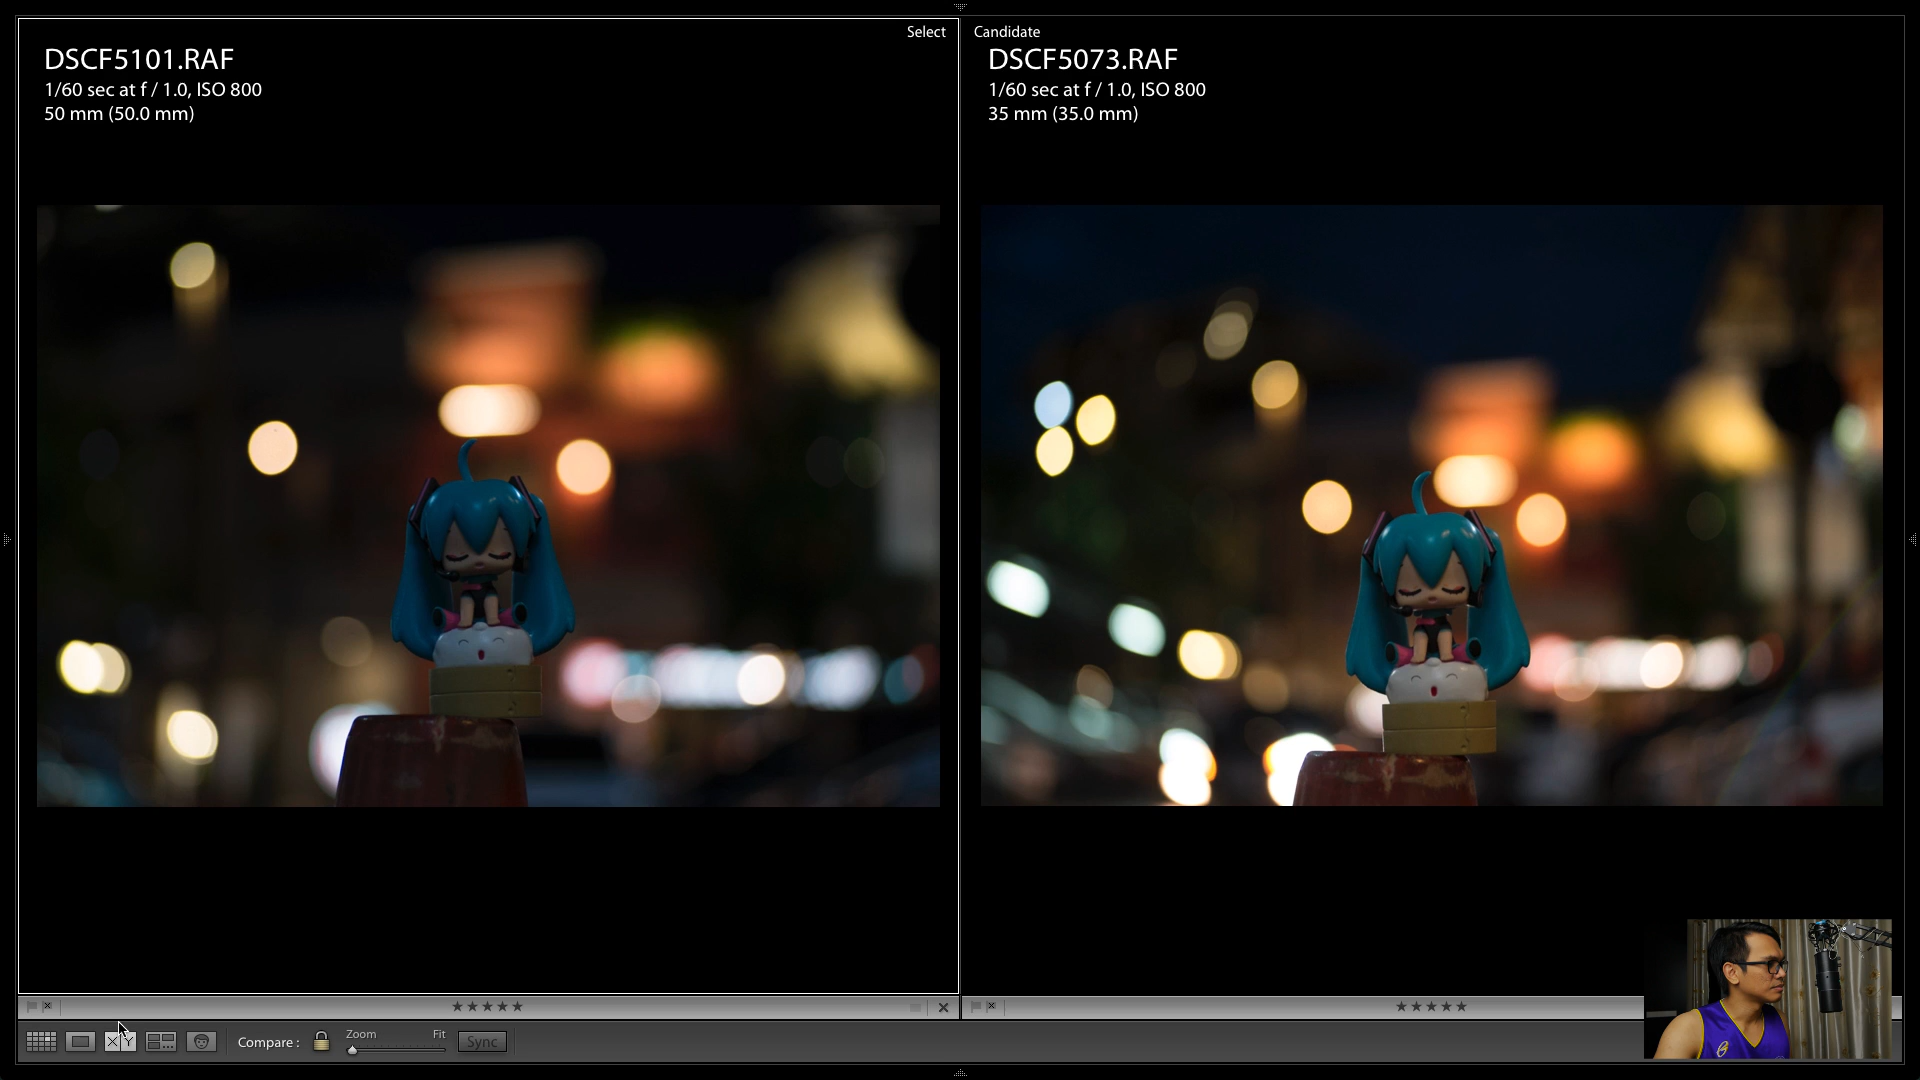 Select
DSCF5101.RAF
1/60 sec at f / 1.0, ISO 800
50 mm (50.0 mm)
Candidate
DSCF5073.RAF
1/60 sec at f / 1.0, ISO 800
35 mm (35.0 mm)
X Y
Compare :
Zoom
Fit
Sync